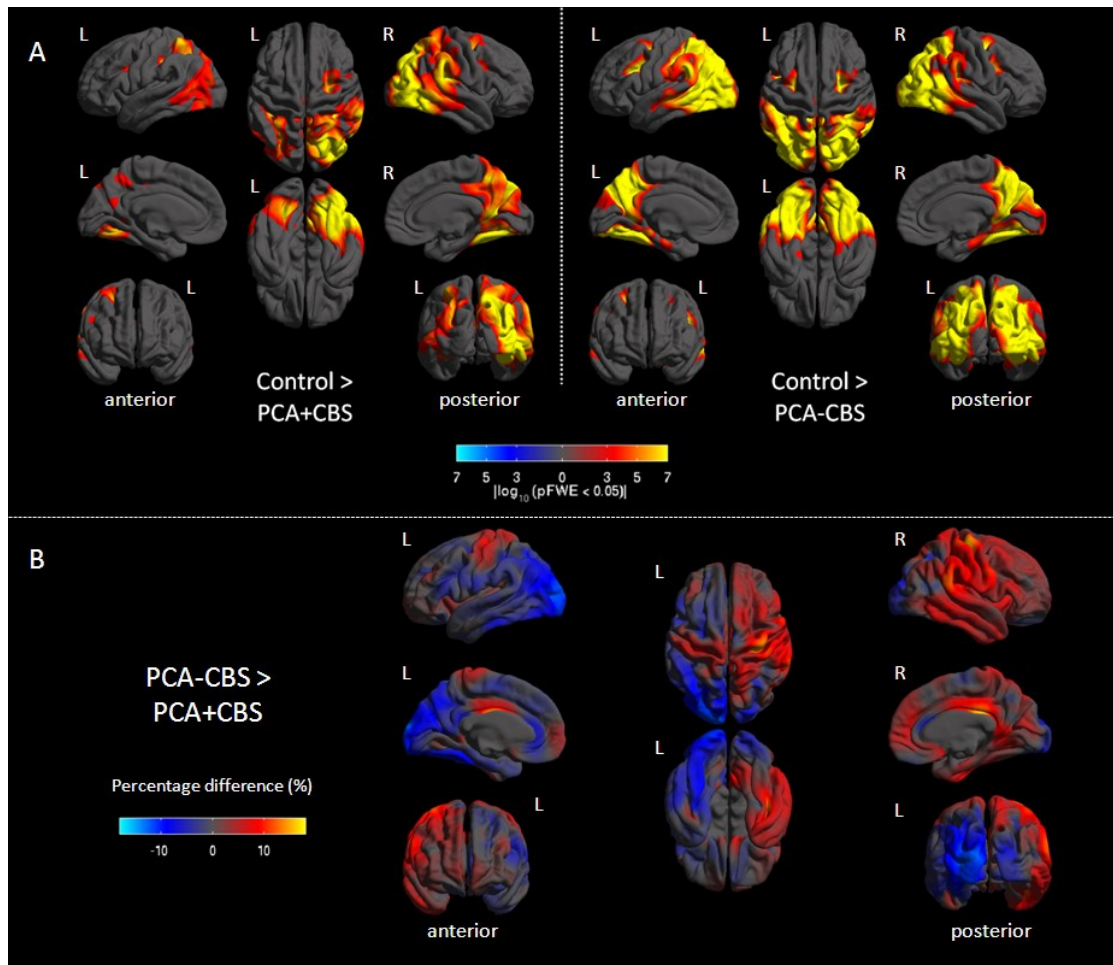 A
L
L
R
L
L
R
L
L
R
L
L
R
L
L
L
L
anterior
Control >
PCA+CBS
posterior
anterior
Control >
PCA-CBS
posterior
7 5 3 0 3 5 7
|log10 (pFWE < 0.05)|
B
L
L
R
PCA-CBS >
PCA+CBS
L
L
R
Percentage difference (%)
-10 0 10
L
L
anterior
posterior